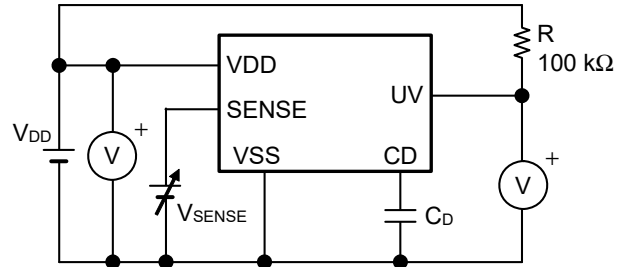 R
100 kΩ
VDD
SENSE
UV
VSS
CD
VDD
V
+
VSENSE
CD
V
+